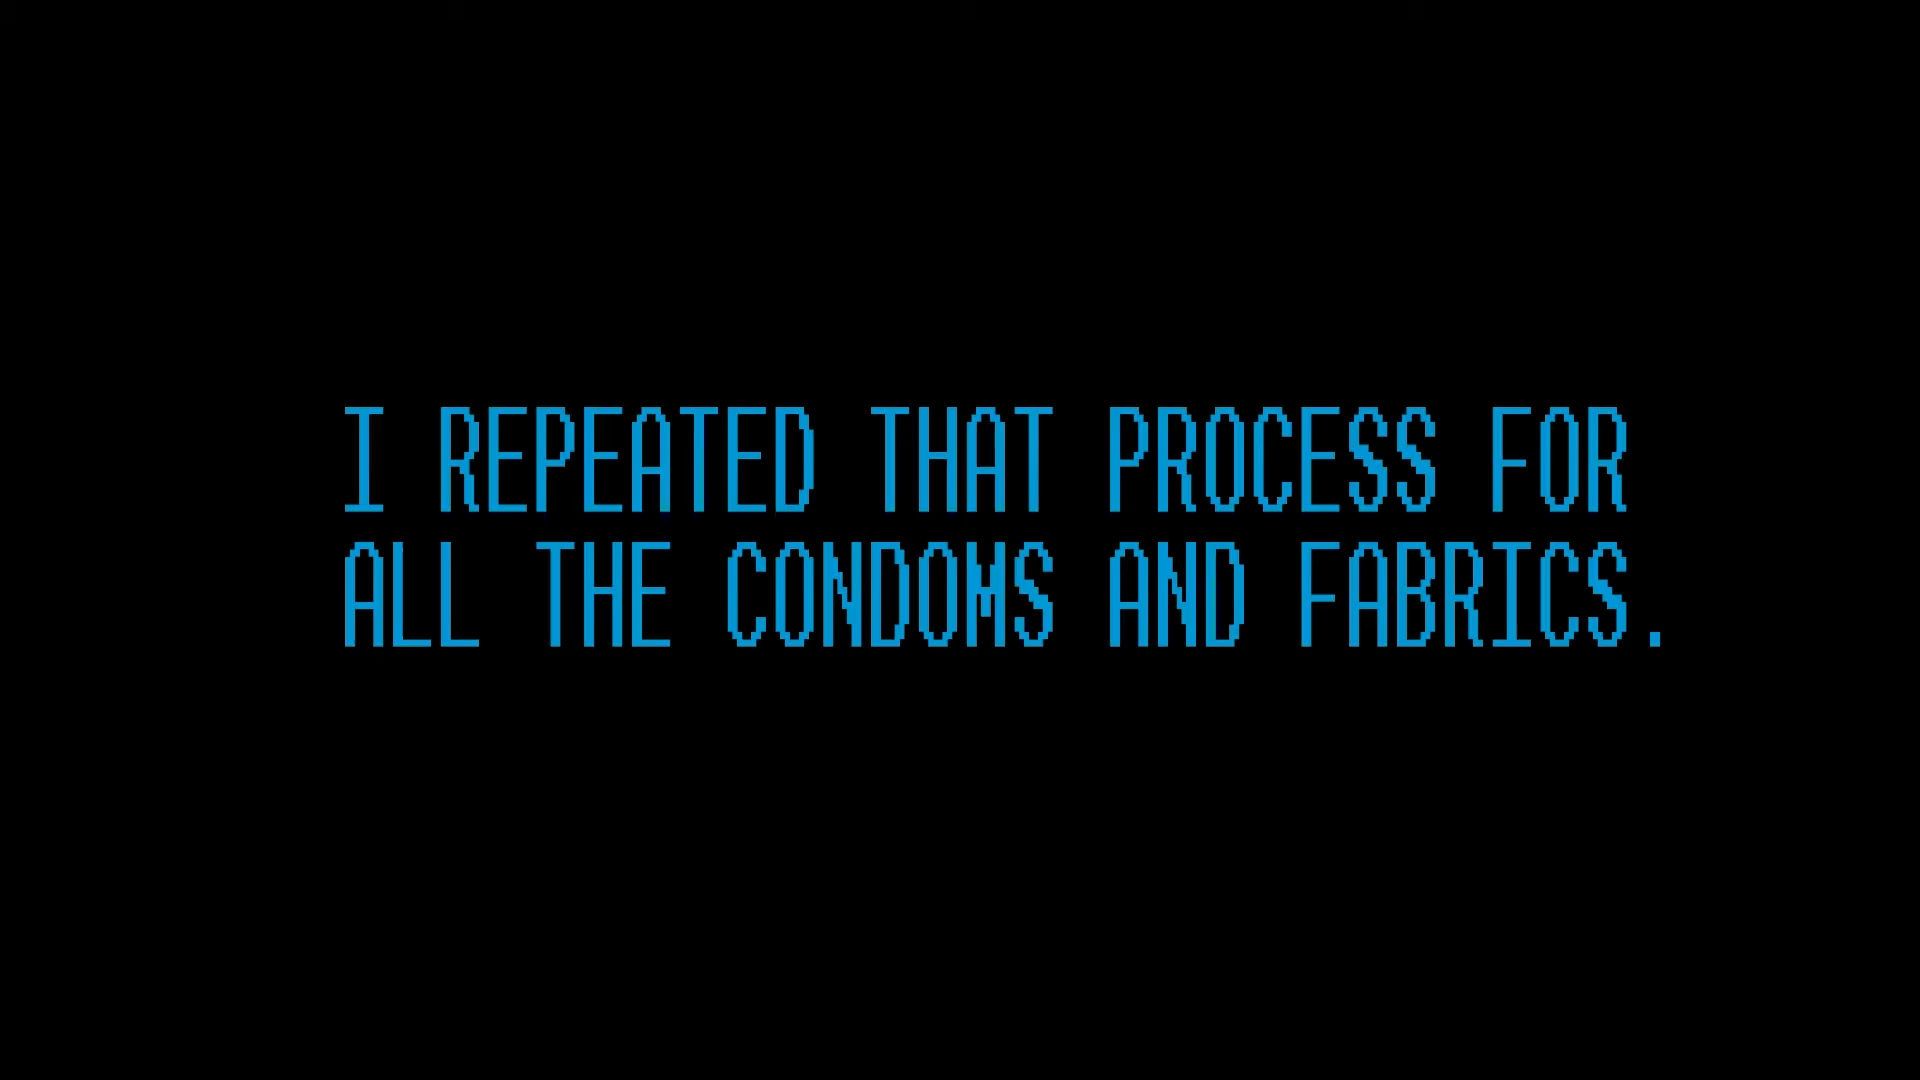 I REPEATED THAT PROCESS FOR
ALL THE CONDOMS AND FABRICS.